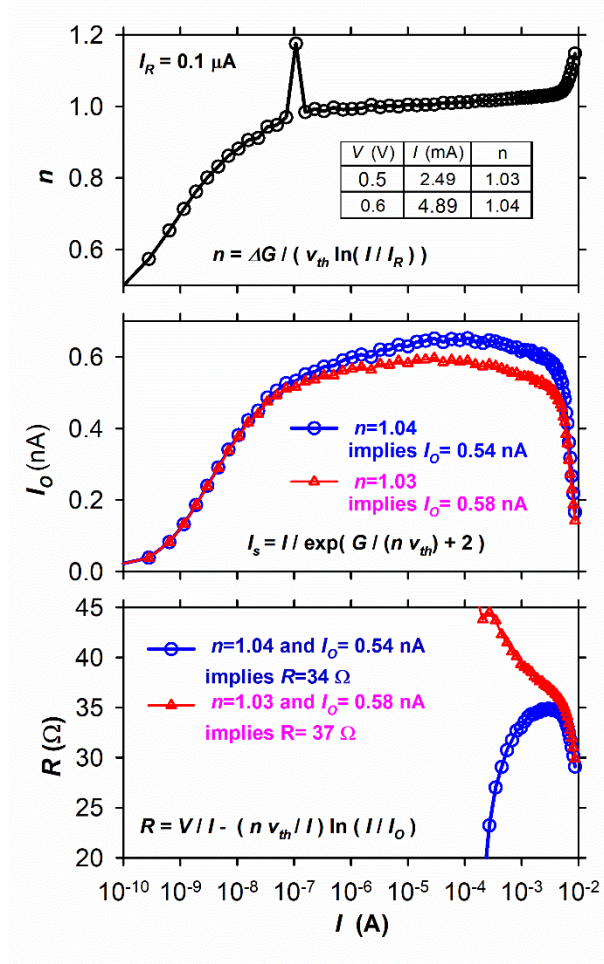 1.2
1.0
0.8
0.6
n
I_R = 0.1 µA
V (V) I (mA) n
0.5 2.49 1.03
0.6 4.89 1.04
n = ΔG / ( v_th ln( I / I_R ) )
0.6
0.4
0.2
0.0
I_O (nA)
n=1.04
implies I_O= 0.54 nA
n=1.03
implies I_O= 0.58 nA
I_s = I / exp( G / (n v_th) + 2 )
45
40
35
30
25
20
R (Ω)
n=1.04 and I_O= 0.54 nA
implies R=34 Ω
n=1.03 and I_O= 0.58 nA
implies R= 37 Ω
R = V / I - ( n v_th / I ) ln ( I / I_O )
10⁻¹⁰ 10⁻⁹ 10⁻⁸ 10⁻⁷ 10⁻⁶ 10⁻⁵ 10⁻⁴ 10⁻³ 10⁻²
I (A)